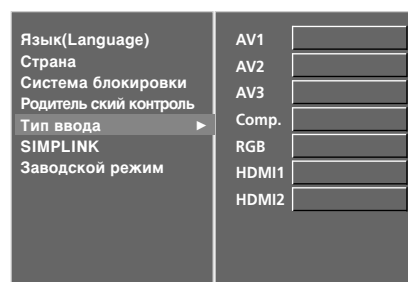 Язык(Language)
Страна
Система блокировки
Родитель ский контроль
Тип ввода ►
SIMPLINK
Заводской режим
AV1
AV2
AV3
Comp.
RGB
HDMI1
HDMI2